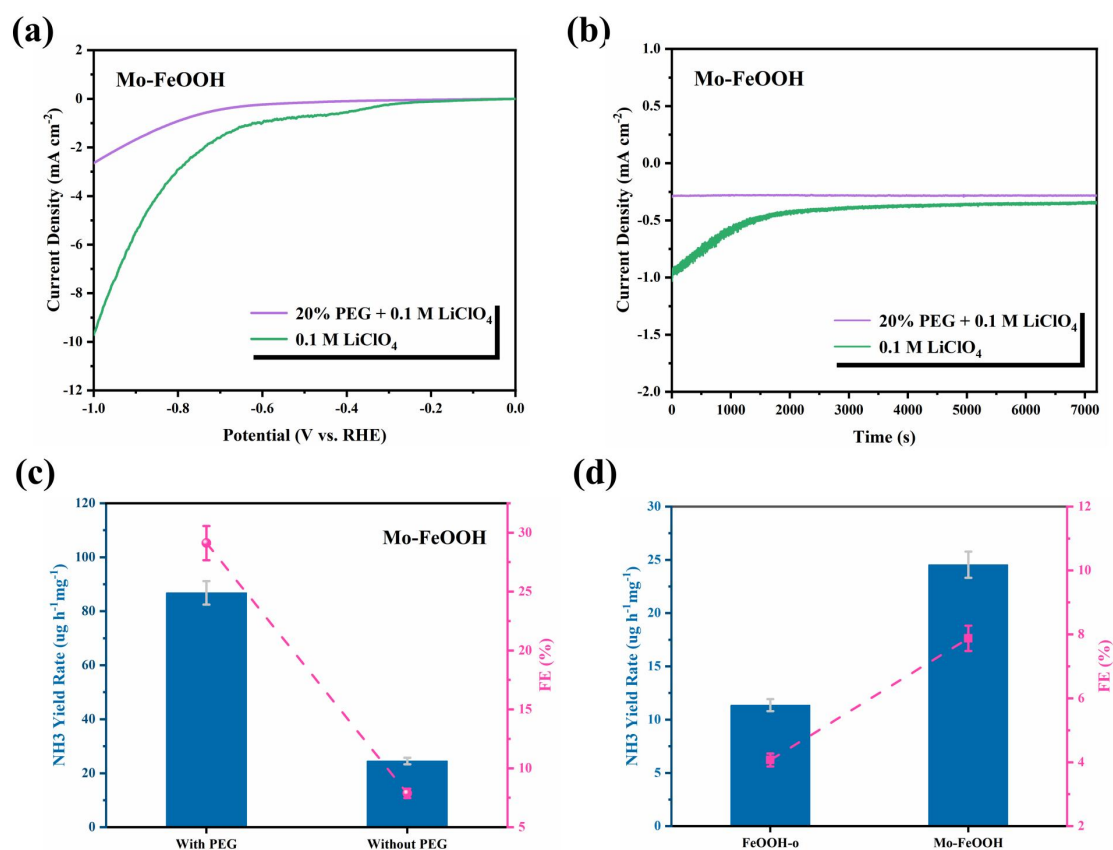 (a)
Mo-FeOOH
Current Density (mA cm⁻²)
2
0
-2
-4
-6
-8
-10
-12
20% PEG + 0.1 M LiClO₄
0.1 M LiClO₄
-1.0
-0.8
-0.6
-0.4
-0.2
0.0
Potential (V vs. RHE)
(b)
Mo-FeOOH
Current Density (mA cm⁻²)
1.0
0.5
0.0
-0.5
-1.0
-1.5
-2.0
20% PEG + 0.1 M LiClO₄
0.1 M LiClO₄
0
1000
2000
3000
4000
5000
6000
7000
Time (s)
(c)
Mo-FeOOH
NH3 Yield Rate (ug h⁻¹mg⁻¹)
120
100
80
60
40
20
0
With PEG
Without PEG
30
25
20
15
10
5
FE (%)
(d)
NH3 Yield Rate (ug h⁻¹mg⁻¹)
30
25
20
15
10
5
0
FeOOH-o
Mo-FeOOH
12
10
8
6
4
2
FE (%)